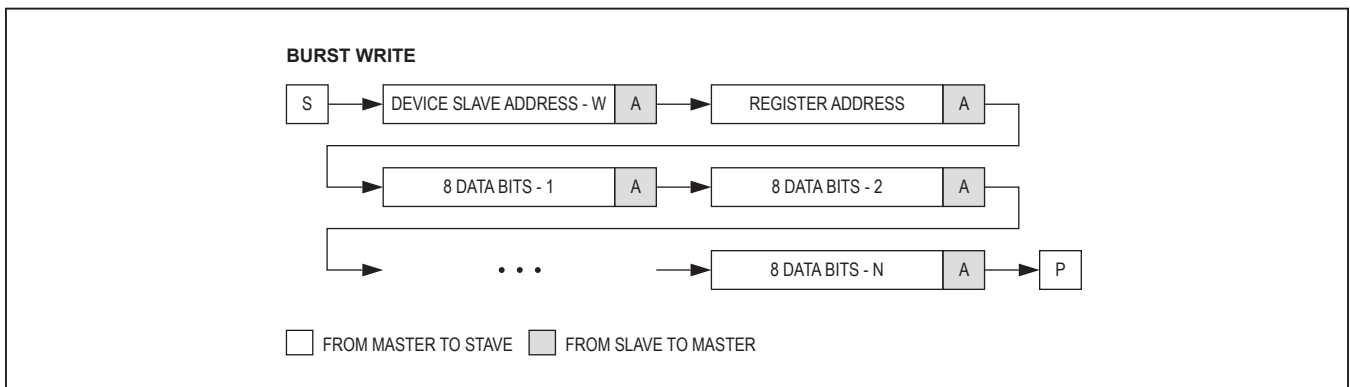 BURST WRITE
S DEVICE SLAVE ADDRESS - W A REGISTER ADDRESS A
8 DATA BITS - 1 A 8 DATA BITS - 2 A
• • • 8 DATA BITS - N A P
FROM MASTER TO STAVE FROM SLAVE TO MASTER